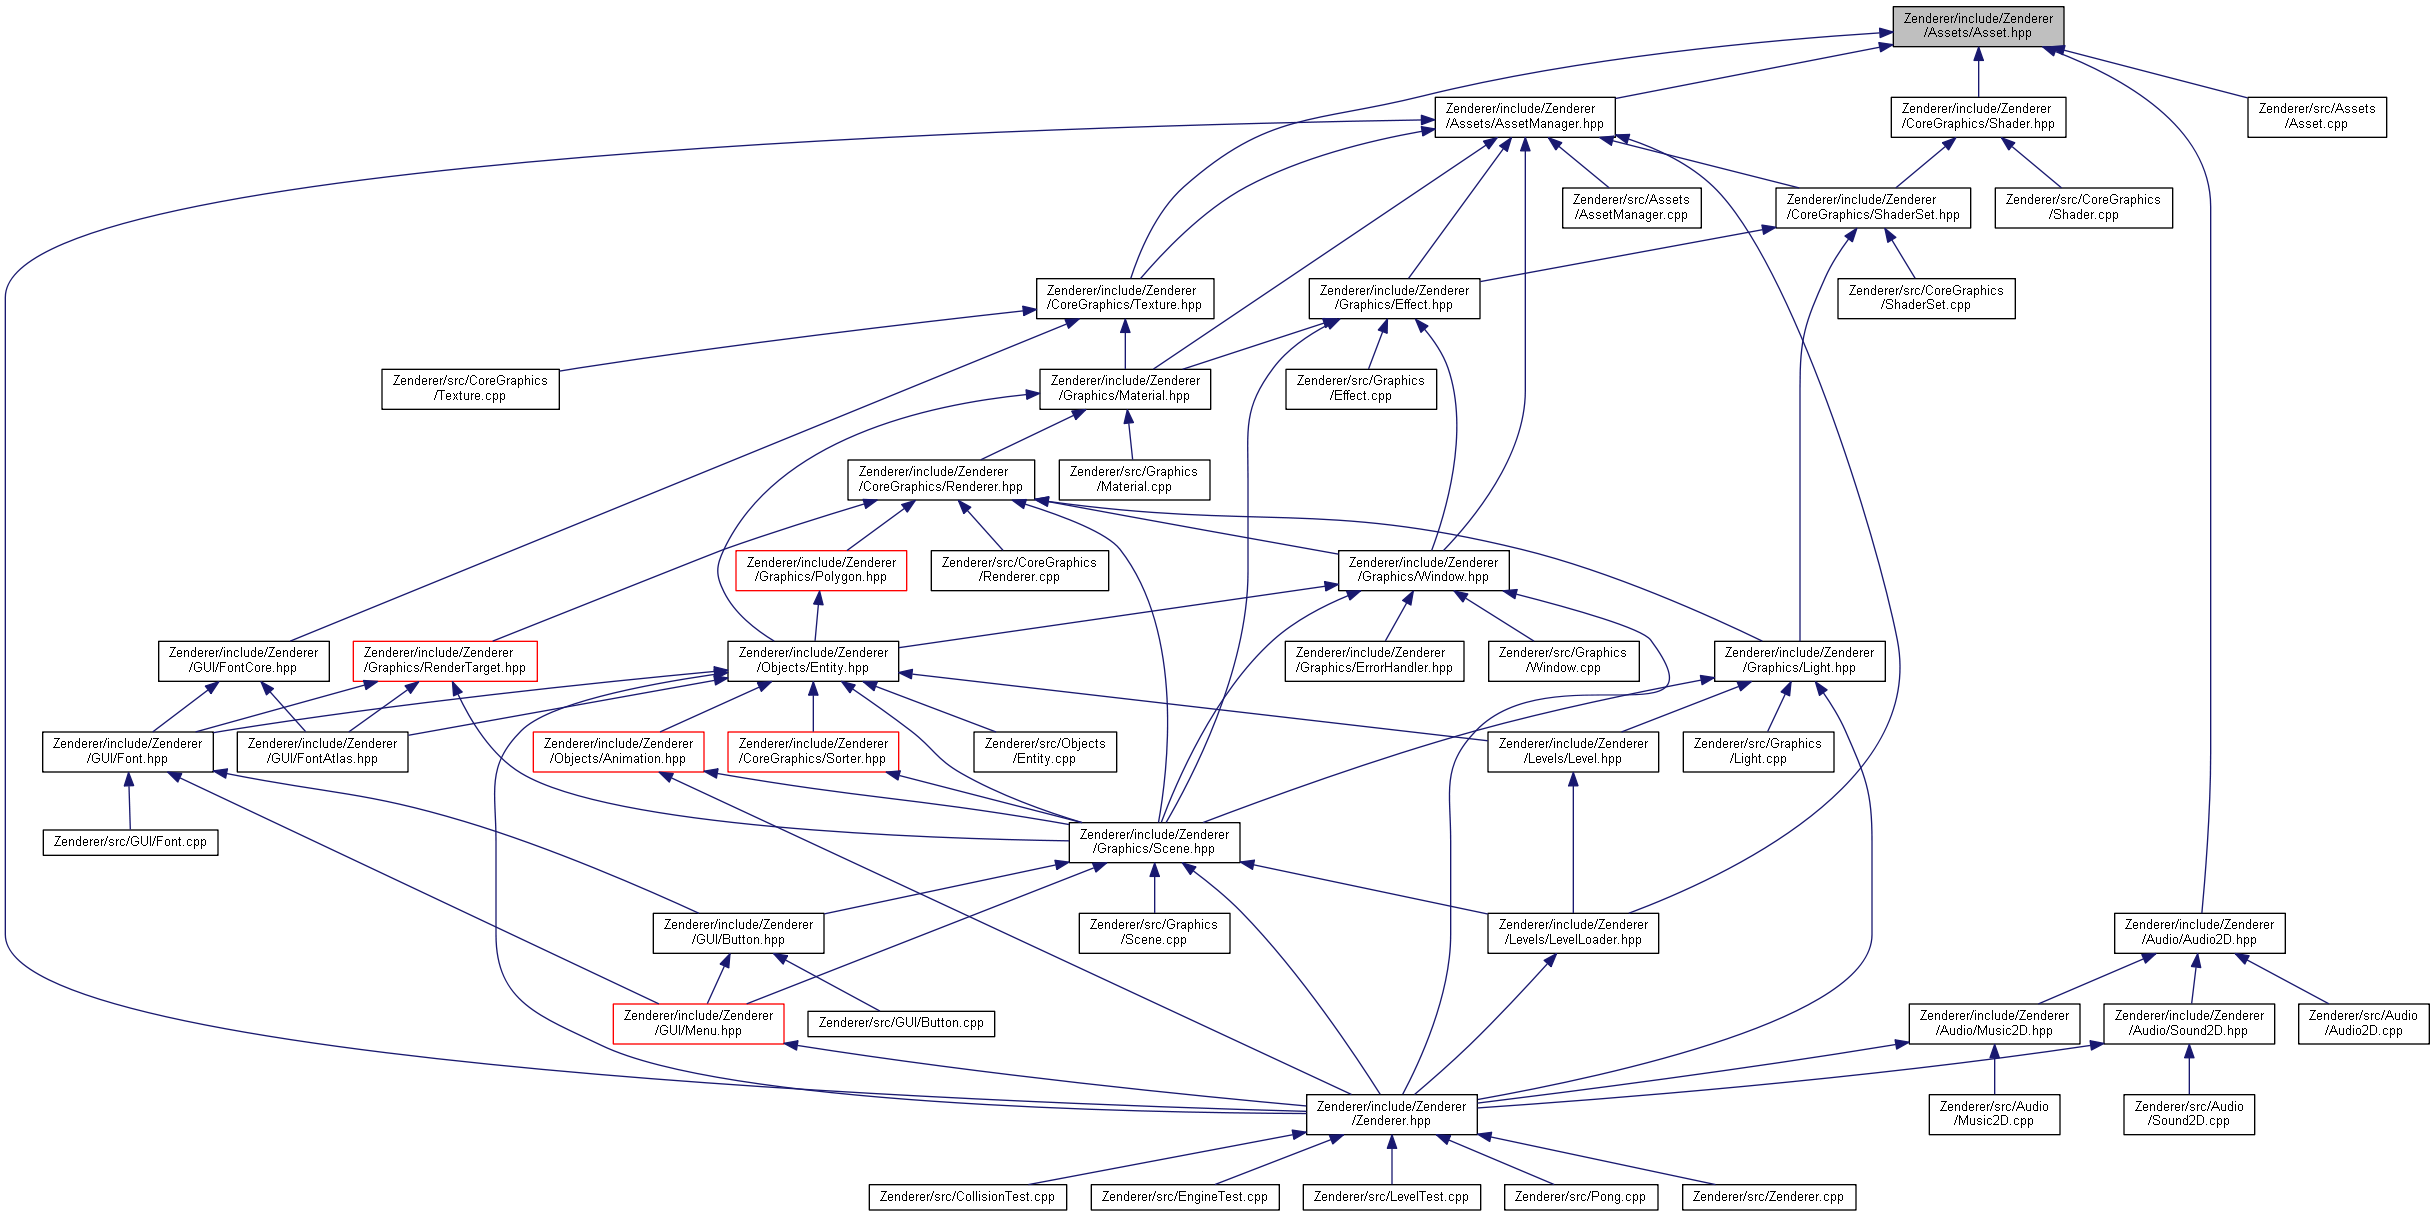 Zenderer/include/Zenderer
/Assets/Asset.hpp
Zenderer/include/Zenderer
/Assets/AssetManager.hpp
Zenderer/include/Zenderer
/CoreGraphics/Shader.hpp
Zenderer/src/Assets
/Asset.cpp
Zenderer/src/Assets
/AssetManager.cpp
Zenderer/include/Zenderer
/CoreGraphics/ShaderSet.hpp
Zenderer/src/CoreGraphics
/Shader.cpp
Zenderer/include/Zenderer
/CoreGraphics/Texture.hpp
Zenderer/include/Zenderer
/Graphics/Effect.hpp
Zenderer/src/CoreGraphics
/ShaderSet.cpp
Zenderer/src/CoreGraphics
/Texture.cpp
Zenderer/include/Zenderer
/Graphics/Material.hpp
Zenderer/src/Graphics
/Effect.cpp
Zenderer/include/Zenderer
/CoreGraphics/Renderer.hpp
Zenderer/src/Graphics
/Material.cpp
Zenderer/include/Zenderer
/Graphics/Polygon.hpp
Zenderer/src/CoreGraphics
/Renderer.cpp
Zenderer/include/Zenderer
/Graphics/Window.hpp
Zenderer/include/Zenderer
/GUI/FontCore.hpp
Zenderer/include/Zenderer
/Graphics/RenderTarget.hpp
Zenderer/include/Zenderer
/Objects/Entity.hpp
Zenderer/include/Zenderer
/Graphics/ErrorHandler.hpp
Zenderer/src/Graphics
/Window.cpp
Zenderer/include/Zenderer
/Graphics/Light.hpp
Zenderer/include/Zenderer
/GUI/Font.hpp
Zenderer/include/Zenderer
/GUI/FontAtlas.hpp
Zenderer/include/Zenderer
/Objects/Animation.hpp
Zenderer/include/Zenderer
/CoreGraphics/Sorter.hpp
Zenderer/src/Objects
/Entity.cpp
Zenderer/include/Zenderer
/Levels/Level.hpp
Zenderer/src/Graphics
/Light.cpp
Zenderer/src/GUI/Font.cpp
Zenderer/include/Zenderer
/Graphics/Scene.hpp
Zenderer/include/Zenderer
/GUI/Button.hpp
Zenderer/src/Graphics
/Scene.cpp
Zenderer/include/Zenderer
/Levels/LevelLoader.hpp
Zenderer/include/Zenderer
/Audio/Audio2D.hpp
Zenderer/include/Zenderer
/GUI/Menu.hpp
Zenderer/src/GUI/Button.cpp
Zenderer/include/Zenderer
/Audio/Music2D.hpp
Zenderer/include/Zenderer
/Audio/Sound2D.hpp
Zenderer/src/Audio
/Audio2D.cpp
Zenderer/include/Zenderer
/Zenderer.hpp
Zenderer/src/Audio
/Music2D.cpp
Zenderer/src/Audio
/Sound2D.cpp
Zenderer/src/CollisionTest.cpp
Zenderer/src/EngineTest.cpp
Zenderer/src/LevelTest.cpp
Zenderer/src/Pong.cpp
Zenderer/src/Zenderer.cpp